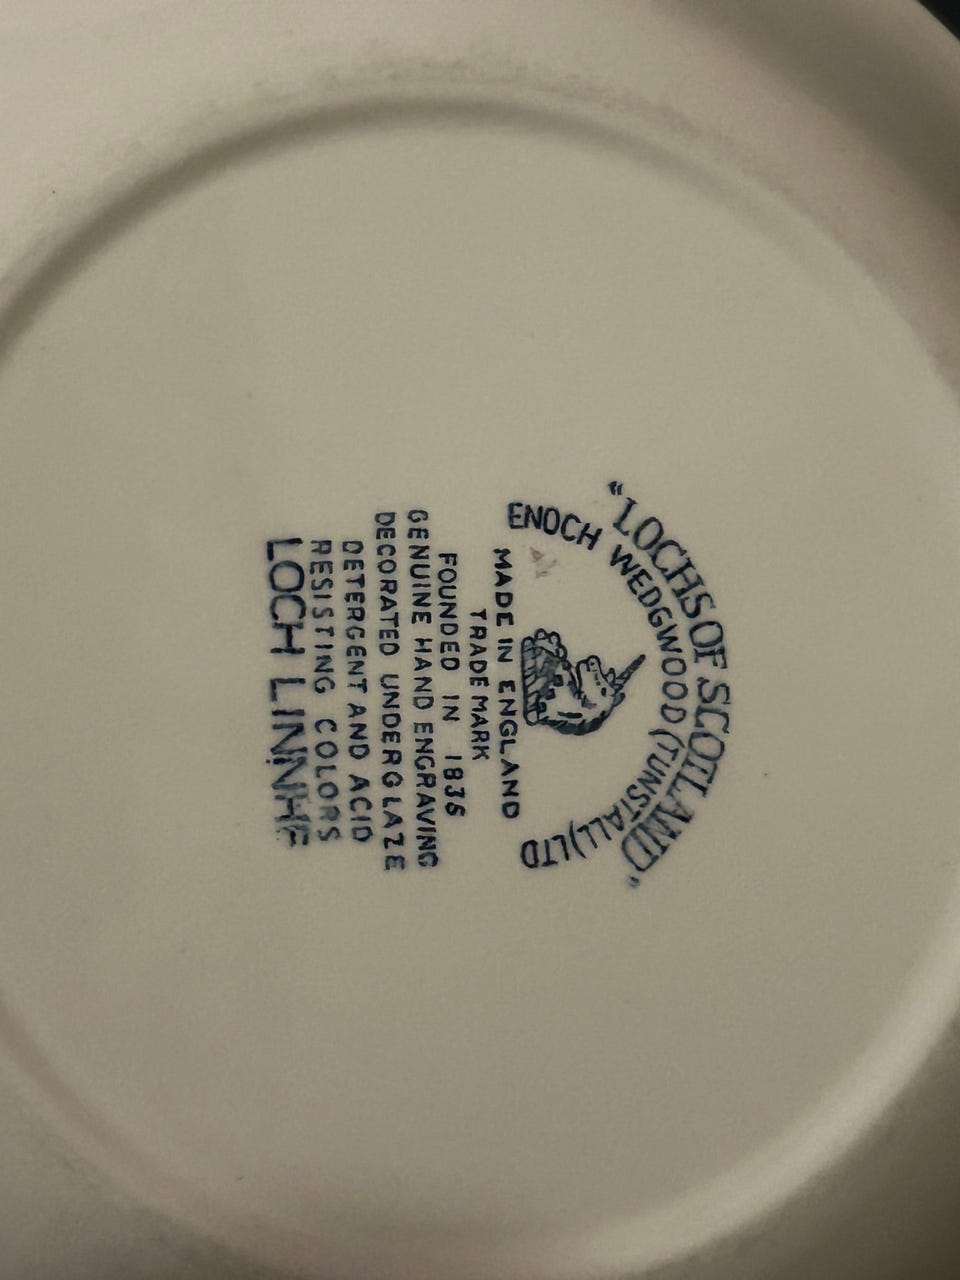 "LOCHS OF SCOTLAND"
ENOCH WEDGWOOD (TUNSTALL) LTD
MADE IN ENGLAND
TRADE MARK
FOUNDED IN 1835
GENUINE HAND ENGRAVING
DECORATED UNDERGLAZE
DETERGENT AND ACID
RESISTING COLORS
LOCH LINNHE